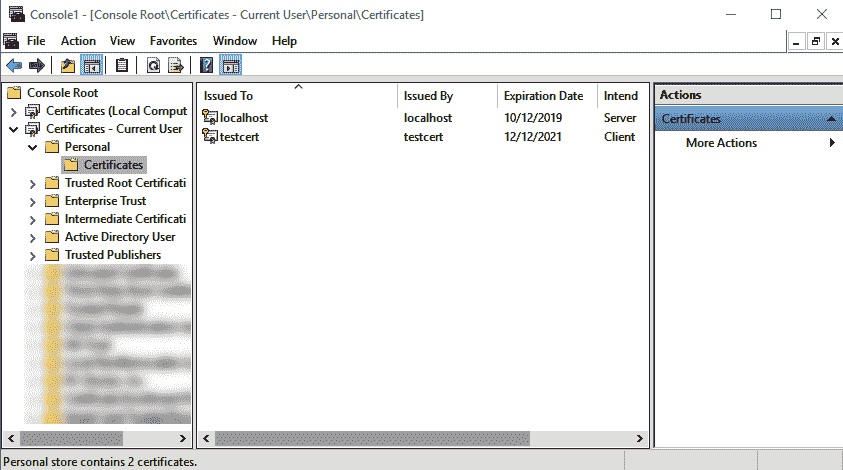 Console1 - [Console Root\Certificates - Current User\Personal\Certificates]
File Action View Favorites Window Help
Console Root
Certificates (Local Comput
Certificates - Current User
Personal
Certificates
Trusted Root Certificati
Enterprise Trust
Intermediate Certificati
Active Directory User
Trusted Publishers
Issued To Issued By Expiration Date Intend
localhost localhost 10/12/2019 Server
testcert testcert 12/12/2021 Client
Actions
Certificates
More Actions
Personal store contains 2 certificates.